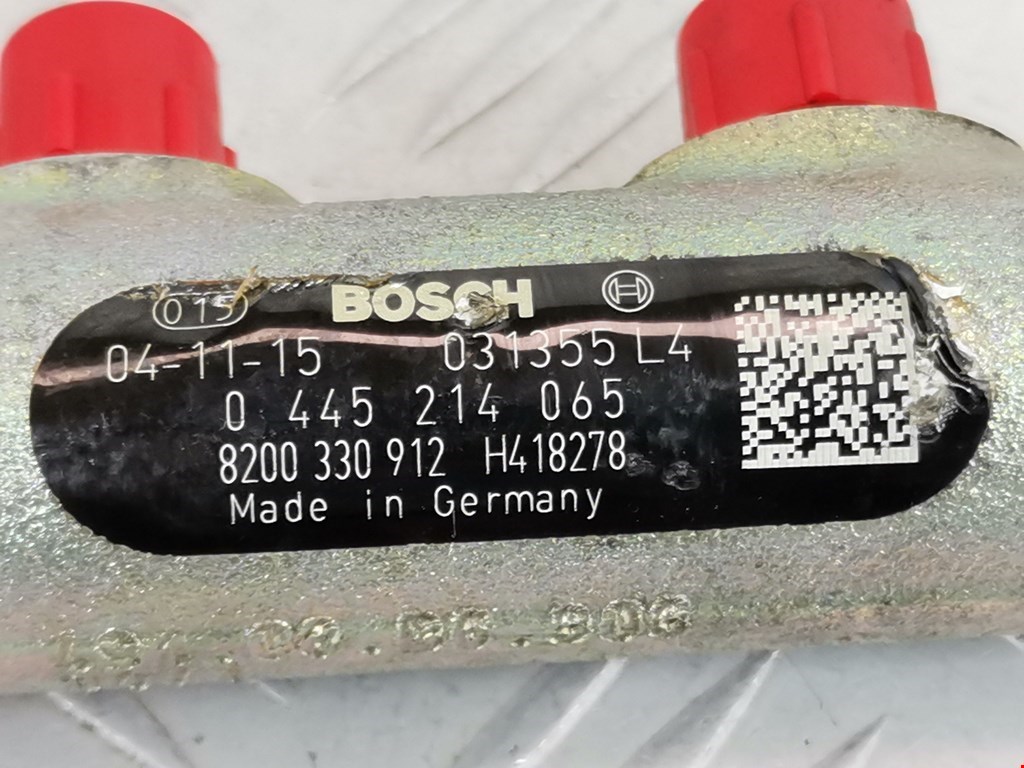 015 BOSCH
04-11-15 031355 L4
0 445 214 065
8200 330 912 H418278
Made in Germany